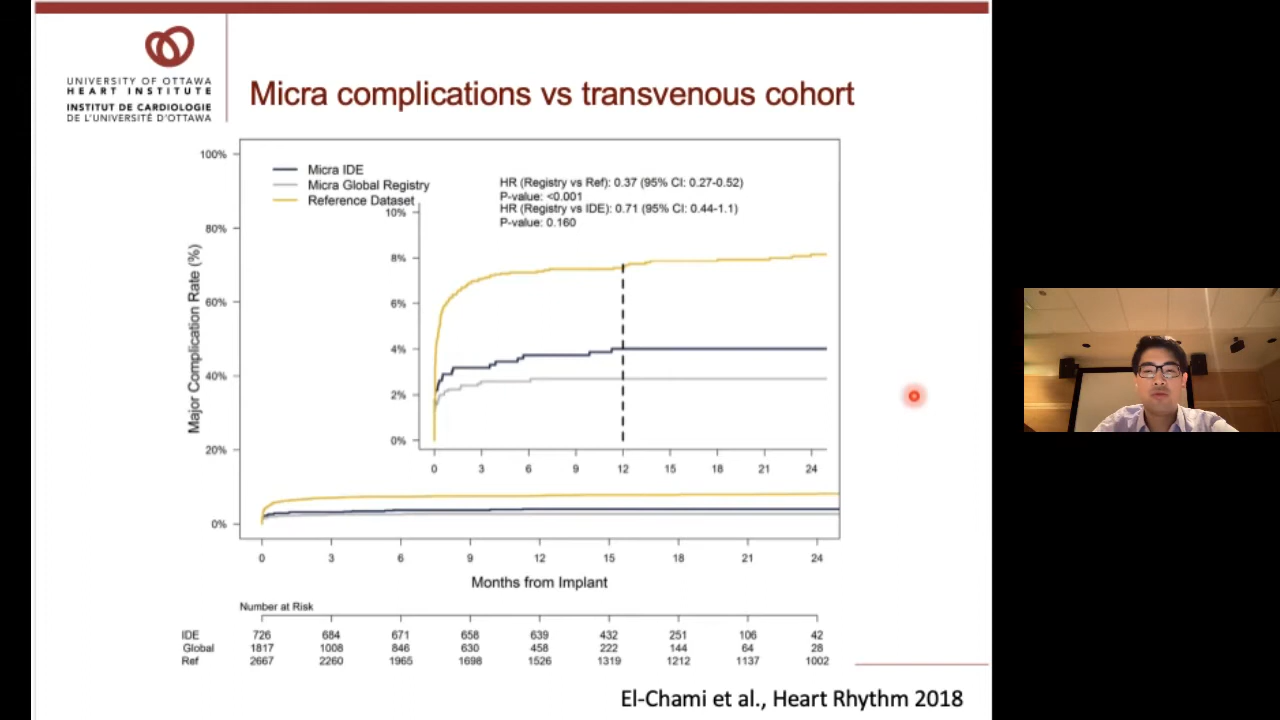 UNIVERSITY OF OTTAWA
HEART INSTITUTE
INSTITUT DE CARDIOLOGIE
DE L'UNIVERSITÉ D'OTTAWA
Micra complications vs transvenous cohort
Major Complication Rate (%)
100%
80%
60%
40%
20%
0%
Micra IDE
Micra Global Registry
Reference Dataset
HR (Registry vs Ref): 0.37 (95% CI: 0.27-0.52)
P-value: <0.001
HR (Registry vs IDE): 0.71 (95% CI: 0.44-1.1)
P-value: 0.160
10%
8%
6%
4%
2%
0%
0 3 6 9 12 15 18 21 24
0 3 6 9 12 15 18 21 24
Months from Implant
Number at Risk
IDE 726 684 671 658 639 432 251 106 42
Global 1817 1008 846 630 458 222 144 64 28
Ref 2667 2260 1965 1698 1526 1319 1212 1137 1002
El-Chami et al., Heart Rhythm 2018